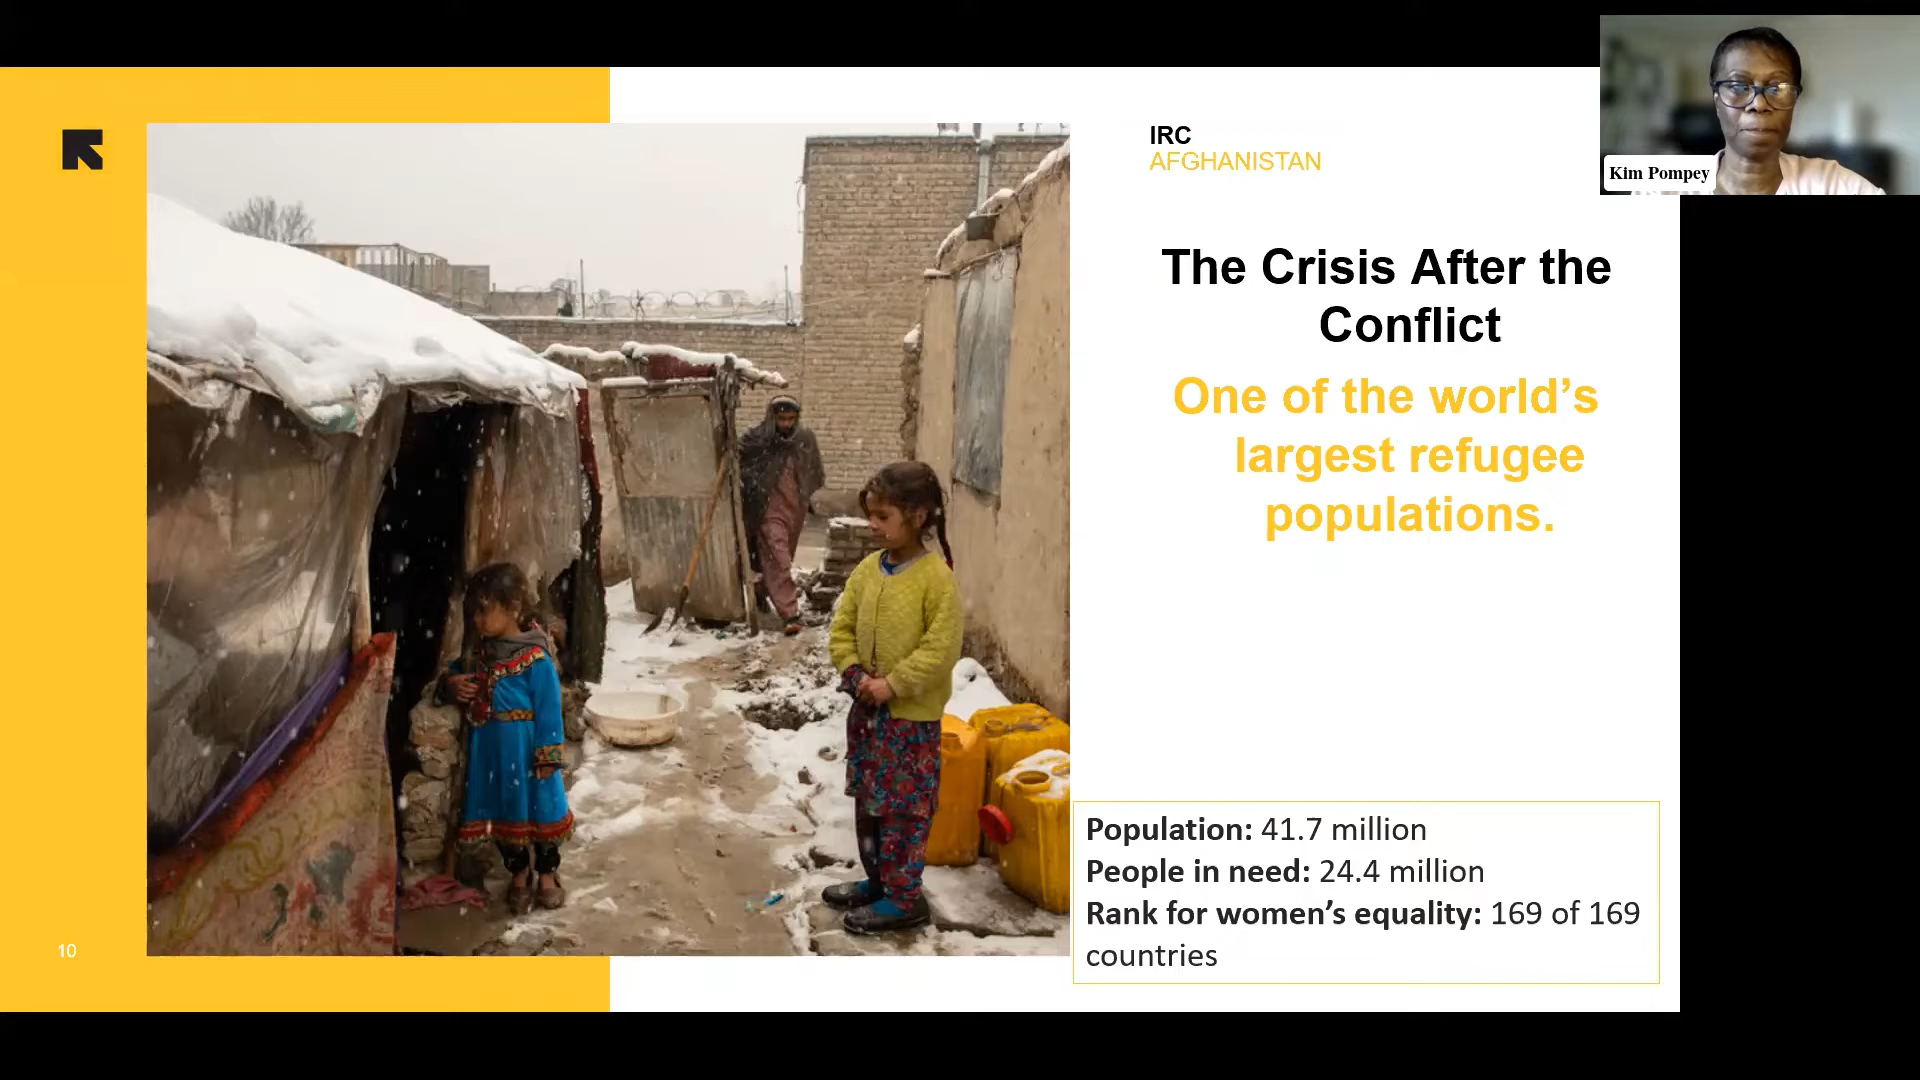 IRC
AFGHANISTAN
Kim Pompey
The Crisis After the
Conflict
One of the world’s
largest refugee
populations.
Population: 41.7 million
People in need: 24.4 million
Rank for women’s equality: 169 of 169
countries
10